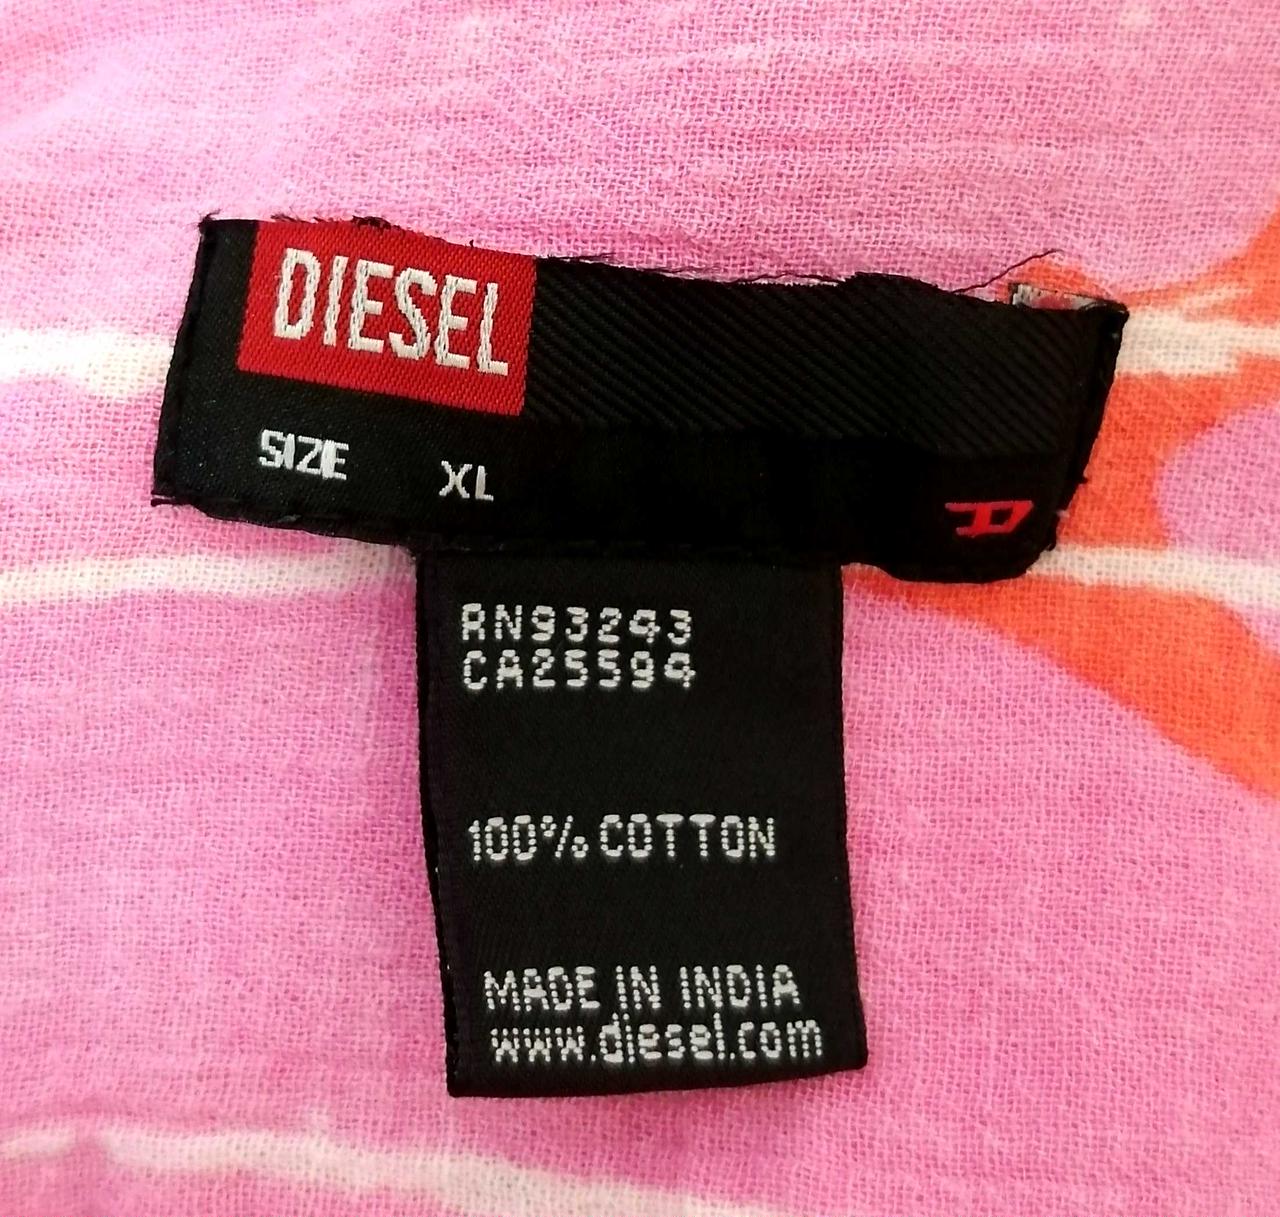 DIESEL
SIZE XL
RN93243
CA25594
100% COTTON
MADE IN INDIA
www.diesel.com